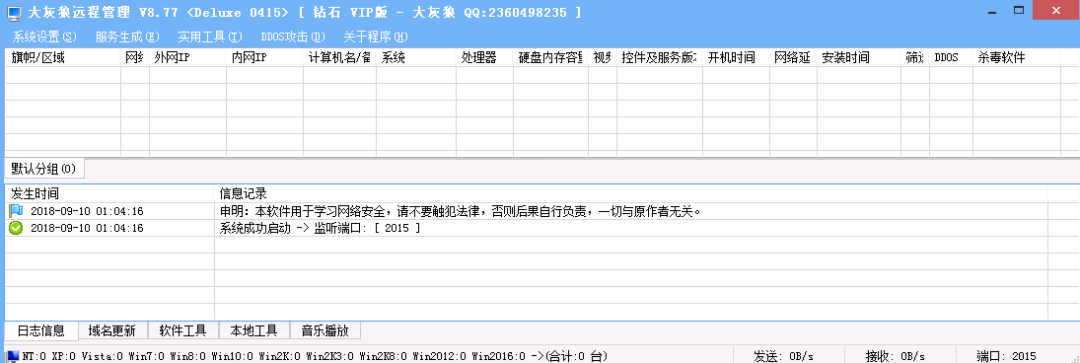 大灰狼远程管理 V8.77 <Deluxe 0415> [ 钻石 VIP版 - 大灰狼 QQ:2360498235 ]
系统设置(S) 服务生成(E) 实用工具(T) DDOS攻击(D) 关于程序(H)
旗帜/区域 网 外网IP 内网IP 计算机名/ 系统 处理器 硬盘内存容 视 控件及服务版 开机时间 网络延 安装时间 筛 DDOS 杀毒软件
默认分组(0)
发生时间 信息记录
2018-09-10 01:04:16 申明：本软件用于学习网络安全，请不要触犯法律，否则后果自行负责，一切与原作者无关。
2018-09-10 01:04:16 系统成功启动 -> 监听端口: [ 2015 ]
日志信息 域名更新 软件工具 本地工具 音乐播放
NT:0 XP:0 Vista:0 Win7:0 Win8:0 Win10:0 Win2K:0 Win2K3:0 Win2K8:0 Win2012:0 Win2016:0 ->(合计:0 台) 发送: 0B/s 接收: 0B/s 端口: 2015